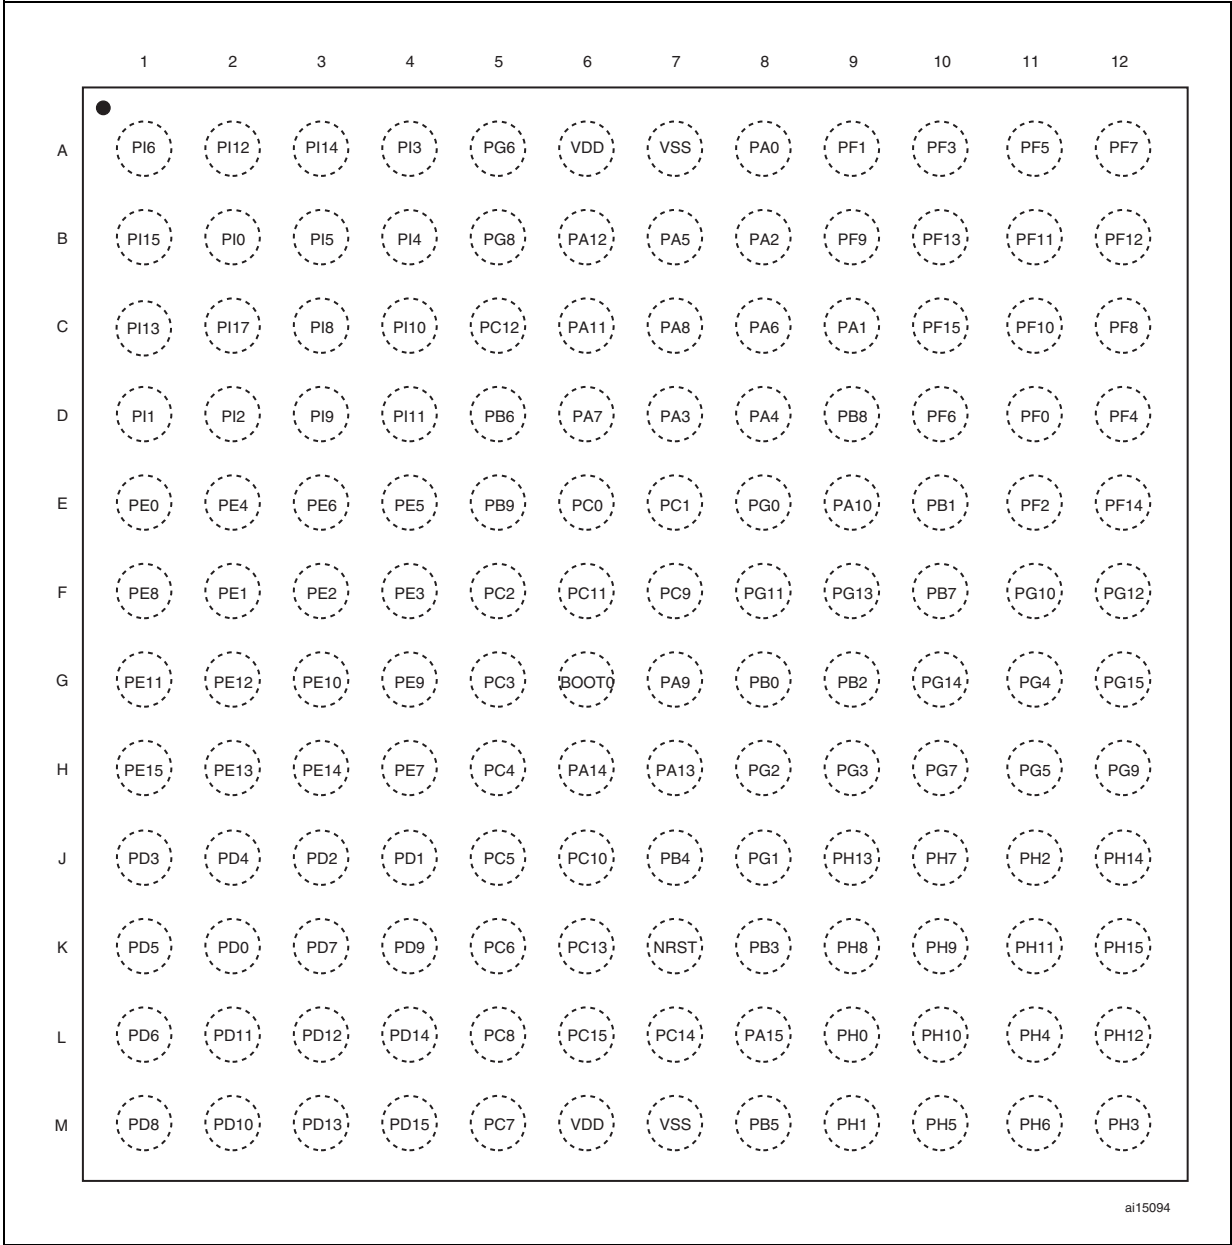 1 2 3 4 5 6 7 8 9 10 11 12
A PI6 PI12 PI14 PI3 PG6 VDD VSS PA0 PF1 PF3 PF5 PF7
B PI15 PI0 PI5 PI4 PG8 PA12 PA5 PA2 PF9 PF13 PF11 PF12
C PI13 PI17 PI8 PI10 PC12 PA11 PA8 PA6 PA1 PF15 PF10 PF8
D PI1 PI2 PI9 PI11 PB6 PA7 PA3 PA4 PB8 PF6 PF0 PF4
E PE0 PE4 PE6 PE5 PB9 PC0 PC1 PG0 PA10 PB1 PF2 PF14
F PE8 PE1 PE2 PE3 PC2 PC11 PC9 PG11 PG13 PB7 PG10 PG12
G PE11 PE12 PE10 PE9 PC3 BOOT0 PA9 PB0 PB2 PG14 PG4 PG15
H PE15 PE13 PE14 PE7 PC4 PA14 PA13 PG2 PG3 PG7 PG5 PG9
J PD3 PD4 PD2 PD1 PC5 PC10 PB4 PG1 PH13 PH7 PH2 PH14
K PD5 PD0 PD7 PD9 PC6 PC13 NRST PB3 PH8 PH9 PH11 PH15
L PD6 PD11 PD12 PD14 PC8 PC15 PC14 PA15 PH0 PH10 PH4 PH12
M PD8 PD10 PD13 PD15 PC7 VDD VSS PB5 PH1 PH5 PH6 PH3
ai15094